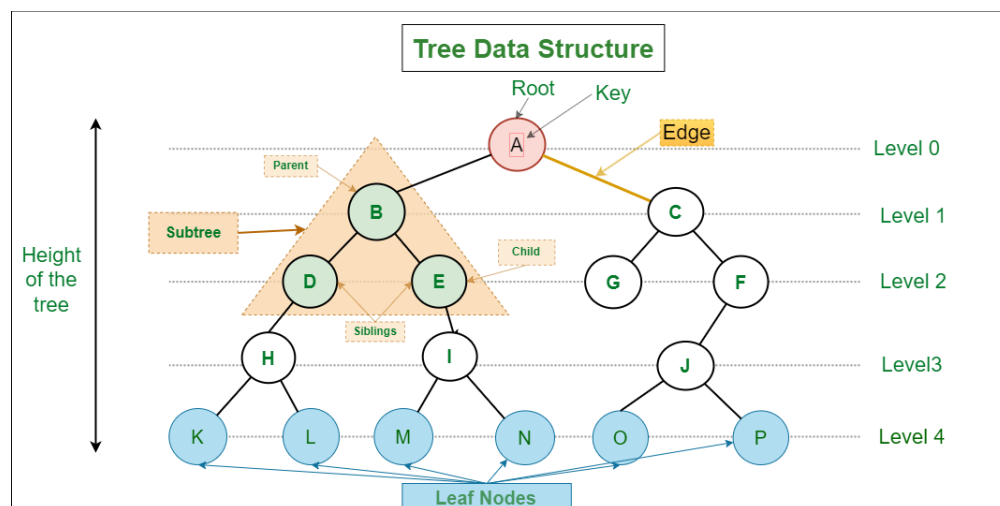 Tree Data Structure
Root
Key
A
Edge
Level 0
Parent
B
C
Level 1
Subtree
Height
of the
tree
Child
D
E
G
F
Level 2
Siblings
H
I
J
Level3
K
L
M
N
O
P
Level 4
Leaf Nodes